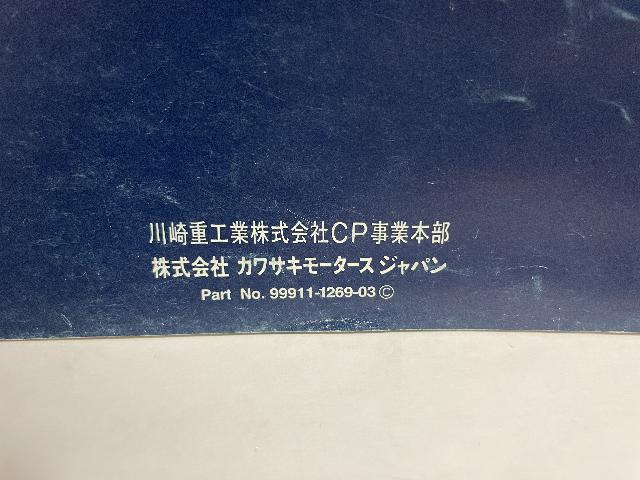 川崎重工業株式会社CP事業本部
株式会社 カワサキモータース ジャパン
Part No. 99911-1269-03 ©